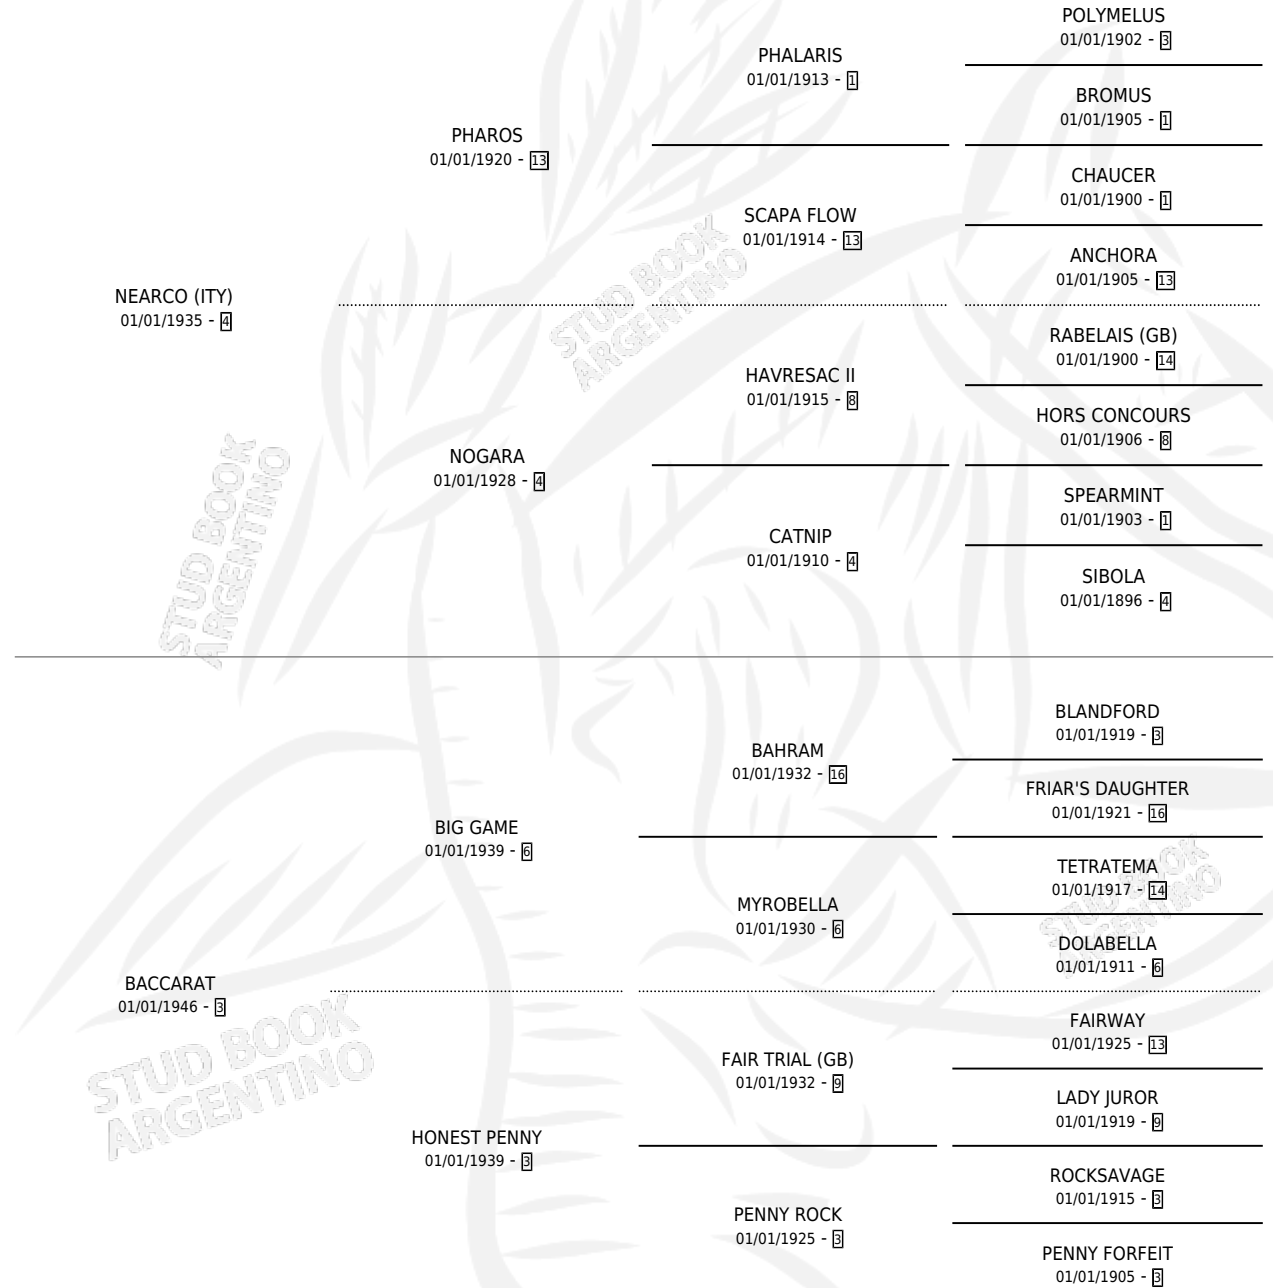 POLYMELUS
01/01/1902 - 3
PHALARIS
01/01/1913 - 1
BROMUS
01/01/1905 - 1
PHAROS
01/01/1920 - 13
CHAUCER
01/01/1900 - 1
SCAPA FLOW
01/01/1914 - 13
ANCHORA
01/01/1905 - 13
STUD BOOK
ARGENTINO
NEARCO (ITY)
01/01/1935 - 4
RABELAIS (GB)
01/01/1900 - 14
HAVRESAC II
01/01/1915 - 8
HORS CONCOURS
01/01/1906 - 8
NOGARA
01/01/1928 - 4
SPEARMINT
01/01/1903 - 1
CATNIP
01/01/1910 - 4
SIBOLA
01/01/1896 - 4
STUD BOOK
ARGENTINO
BLANDFORD
01/01/1919 - 3
BAHRAM
01/01/1932 - 16
FRIAR'S DAUGHTER
01/01/1921 - 16
BIG GAME
01/01/1939 - 6
TETRATEMA
01/01/1917 - 14
MYROBELLA
01/01/1930 - 6
DOLABELLA
01/01/1911 - 6
STUD BOOK
ARGENTINO
BACCARAT
01/01/1946 - 3
FAIRWAY
01/01/1925 - 13
FAIR TRIAL (GB)
01/01/1932 - 9
LADY JUROR
01/01/1919 - 9
STUD BOOK
ARGENTINO
HONEST PENNY
01/01/1939 - 3
ROCKSAVAGE
01/01/1915 - 3
PENNY ROCK
01/01/1925 - 3
PENNY FORFEIT
01/01/1905 - 3